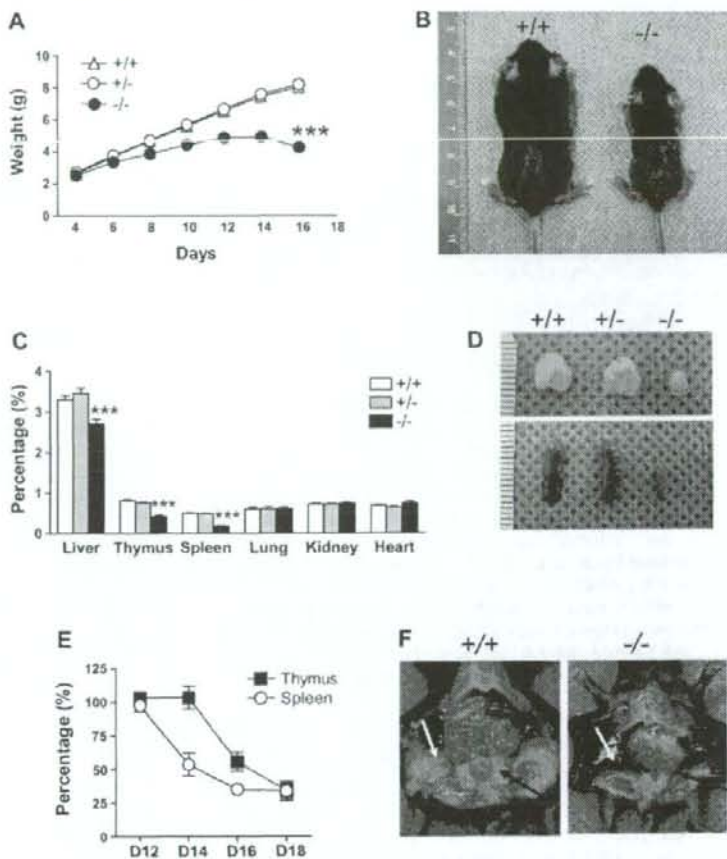 A
Weight (g)
10
8
6
4
2
0
+/+
+/-
-/-
***
4 6 8 10 12 14 16 18
Days
B
+/+ -/-
C
Percentage (%)
4
3
2
1
0
+/+
+/-
-/-
*** *** ***
Liver Thymus Spleen Lung Kidney Heart
D
+/+ +/- -/-
E
Percentage (%)
125
100
75
50
25
0
Thymus
Spleen
D12 D14 D16 D18
F
+/+ -/-